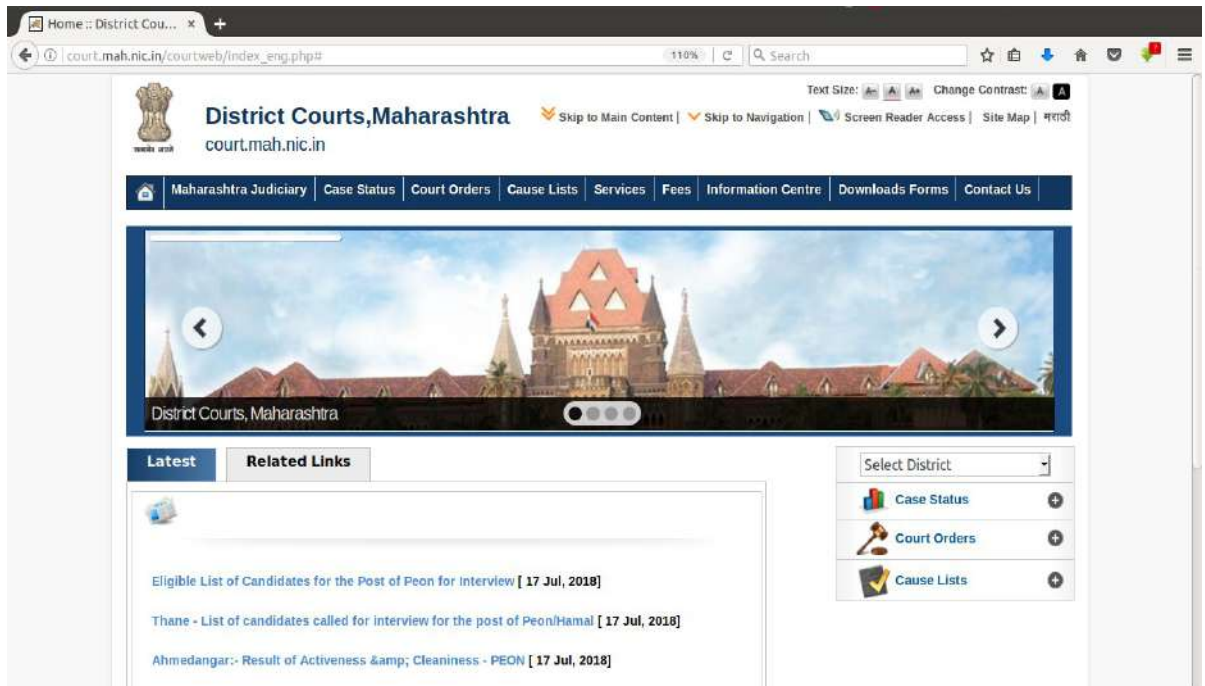 Home :: District Cou... × +
court.mah.nic.in/courtweb/index_eng.php# 110% Search
Text Size: A- A A+ Change Contrast: A A
District Courts,Maharashtra Skip to Main Content | Skip to Navigation | Screen Reader Access | Site Map | मराठी
court.mah.nic.in
Maharashtra Judiciary Case Status Court Orders Cause Lists Services Fees Information Centre Downloads Forms Contact Us
District Courts, Maharashtra
Latest Related Links
Select District
Case Status
Court Orders
Cause Lists
Eligible List of Candidates for the Post of Peon for Interview [ 17 Jul, 2018]
Thane - List of candidates called for interview for the post of Peon/Hamal [ 17 Jul, 2018]
Ahmedangar:- Result of Activeness &amp; Cleaniness - PEON [ 17 Jul, 2018]